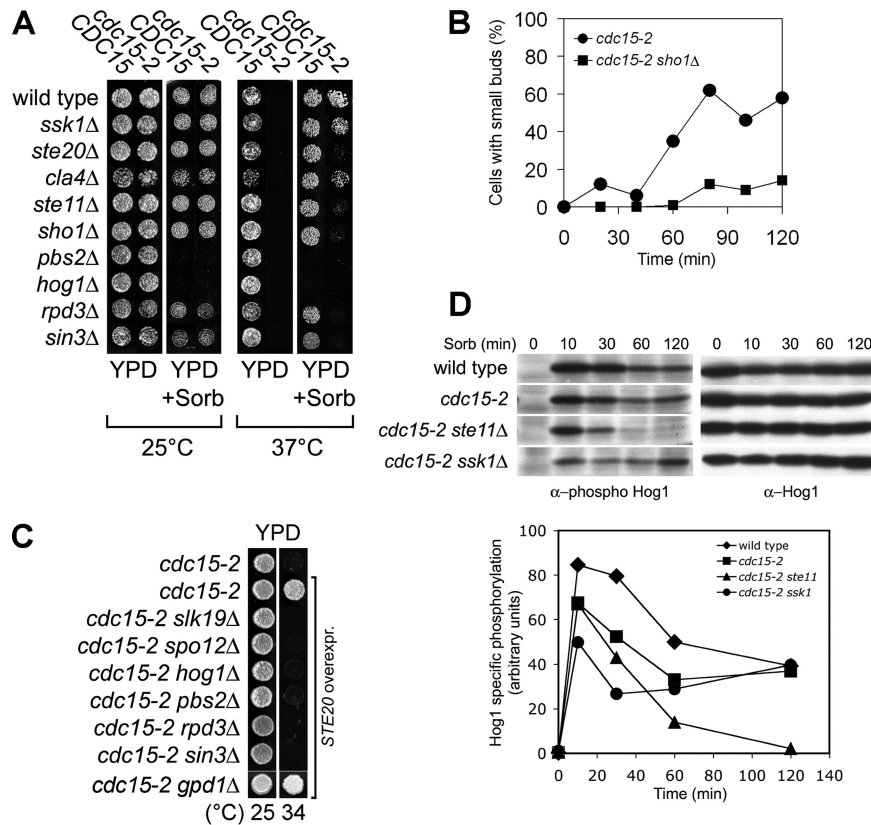 A
CDC15
cdc15-2
CDC15
cdc15-2
CDC15
cdc15-2
CDC15
cdc15-2
wild type
ssk1Δ
ste20Δ
cla4Δ
ste11Δ
sho1Δ
pbs2Δ
hog1Δ
rpd3Δ
sin3Δ
YPD
YPD
+Sorb
YPD
YPD
+Sorb
25°C
37°C
B
Cells with small buds (%)
100
80
60
40
20
0
cdc15-2
cdc15-2 sho1Δ
0 30 60 90 120
Time (min)
C
YPD
cdc15-2
cdc15-2
cdc15-2 slk19Δ
cdc15-2 spo12Δ
cdc15-2 hog1Δ
cdc15-2 pbs2Δ
cdc15-2 rpd3Δ
cdc15-2 sin3Δ
cdc15-2 gpd1Δ
STE20 overexpr.
(°C) 25 34
D
Sorb (min) 0 10 30 60 120 0 10 30 60 120
wild type
cdc15-2
cdc15-2 ste11Δ
cdc15-2 ssk1Δ
α–phospho Hog1
α–Hog1
Hog1 specific phosphorylation
(arbitrary units)
100
80
60
40
20
0
wild type
cdc15-2
cdc15-2 ste11
cdc15-2 ssk1
0 20 40 60 80 100 120 140
Time (min)